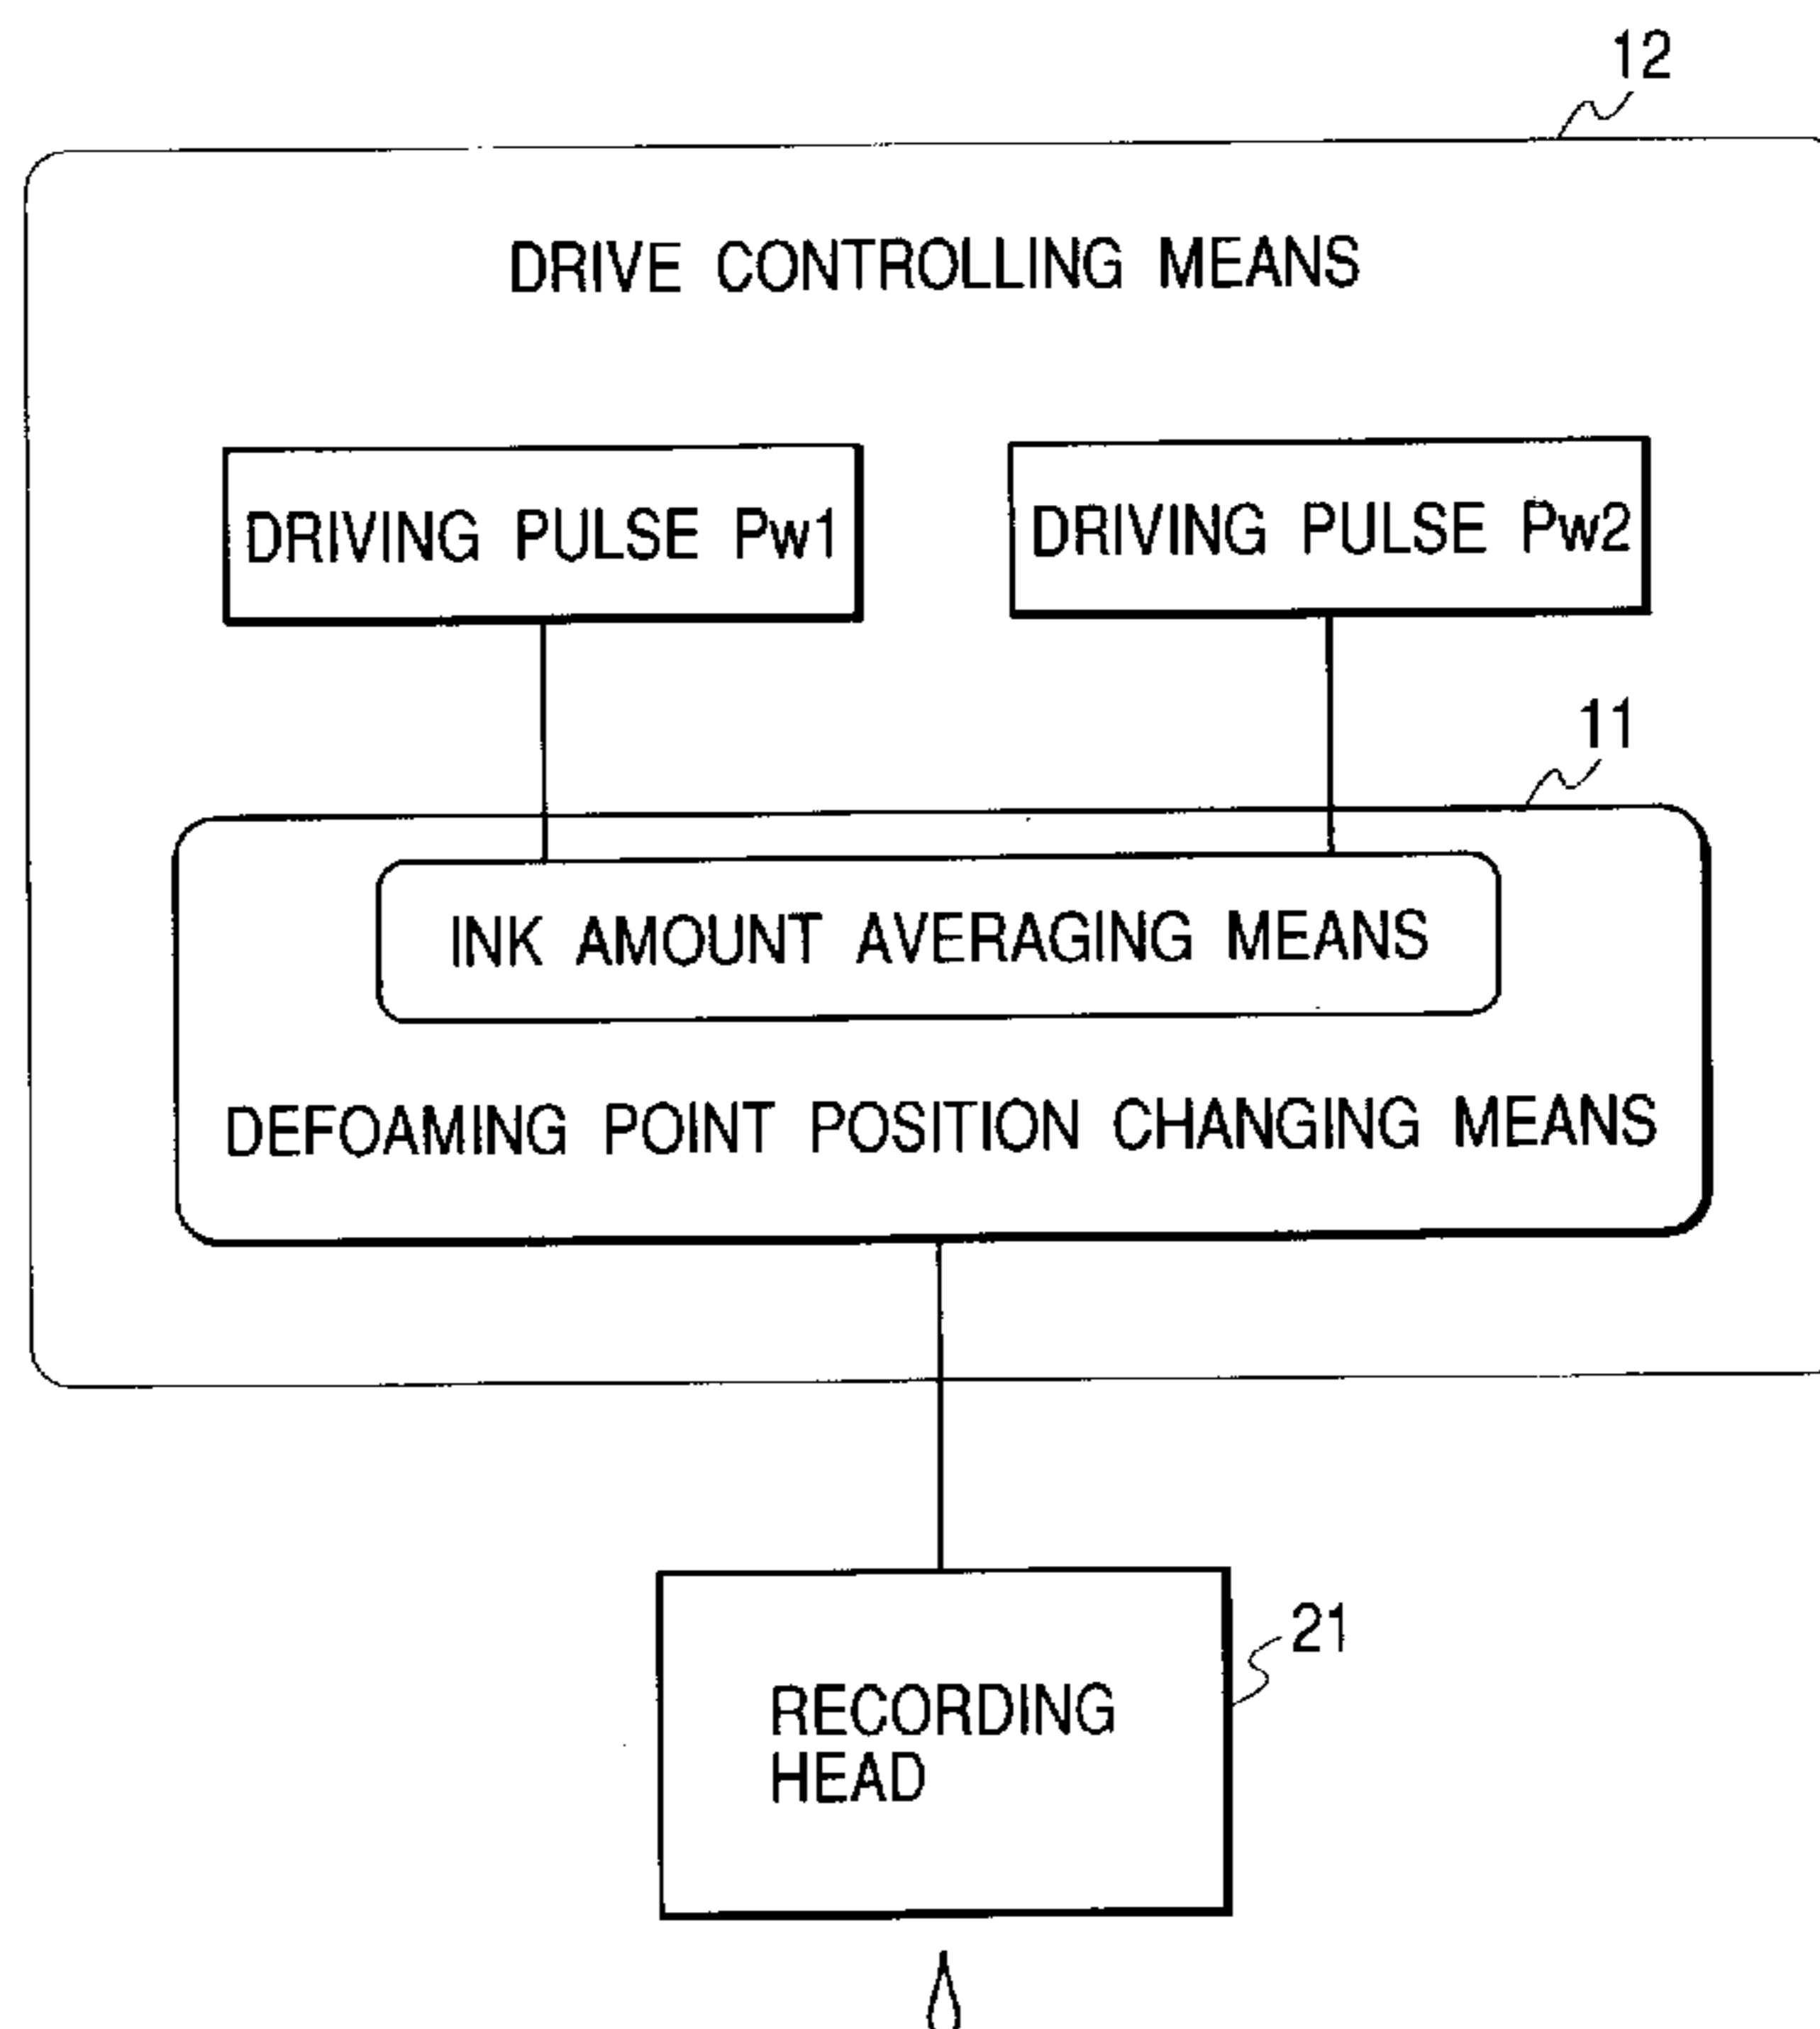 12
DRIVE CONTROLLING MEANS
DRIVING PULSE Pw1
DRIVING PULSE Pw2
11
INK AMOUNT AVERAGING MEANS
DEFOAMING POINT POSITION CHANGING MEANS
21
RECORDING
HEAD